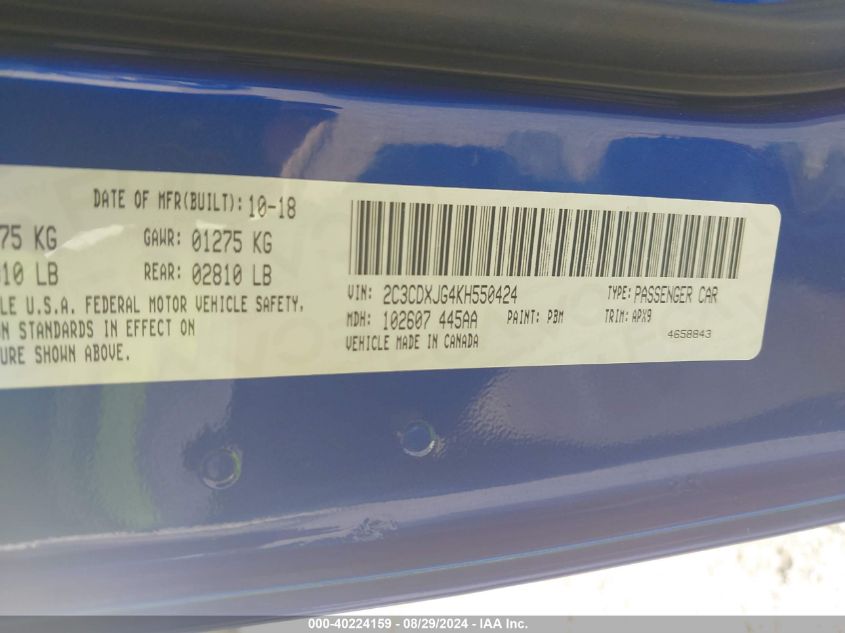 DATE OF MFR(BUILT): 10-18
75 KG GAWR: 01275 KG
10 LB REAR: 02810 LB
LE U.S.A. FEDERAL MOTOR VEHICLE SAFETY,
ON STANDARDS IN EFFECT ON
URE SHOWN ABOVE.
VIN: 2C3CDXJG4KH550424 TYPE: PASSENGER CAR
MDH: 102607 445AA PAINT: PBM TRIM: APX9
VEHICLE MADE IN CANADA 4658843
000-40224159 - 08/29/2024 - IAA Inc.